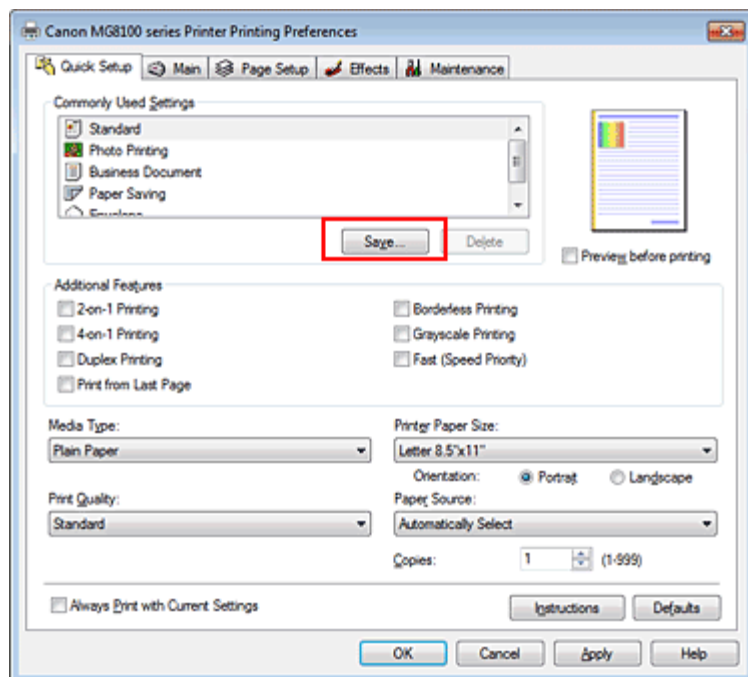 Canon MG8100 series Printer Printing Preferences
Quick Setup Main Page Setup Effects Maintenance
Commonly Used Settings
Standard
Photo Printing
Business Document
Paper Saving
Envelope
Save... Delete
Preview before printing
Additional Features
2-on-1 Printing Borderless Printing
4-on-1 Printing Grayscale Printing
Duplex Printing Fast (Speed Priority)
Print from Last Page
Media Type: Printer Paper Size:
Plain Paper Letter 8.5"x11"
Orientation: Portrait Landscape
Print Quality: Paper Source:
Standard Automatically Select
Copies: 1 (1-999)
Always Print with Current Settings
Instructions Defaults
OK Cancel Apply Help